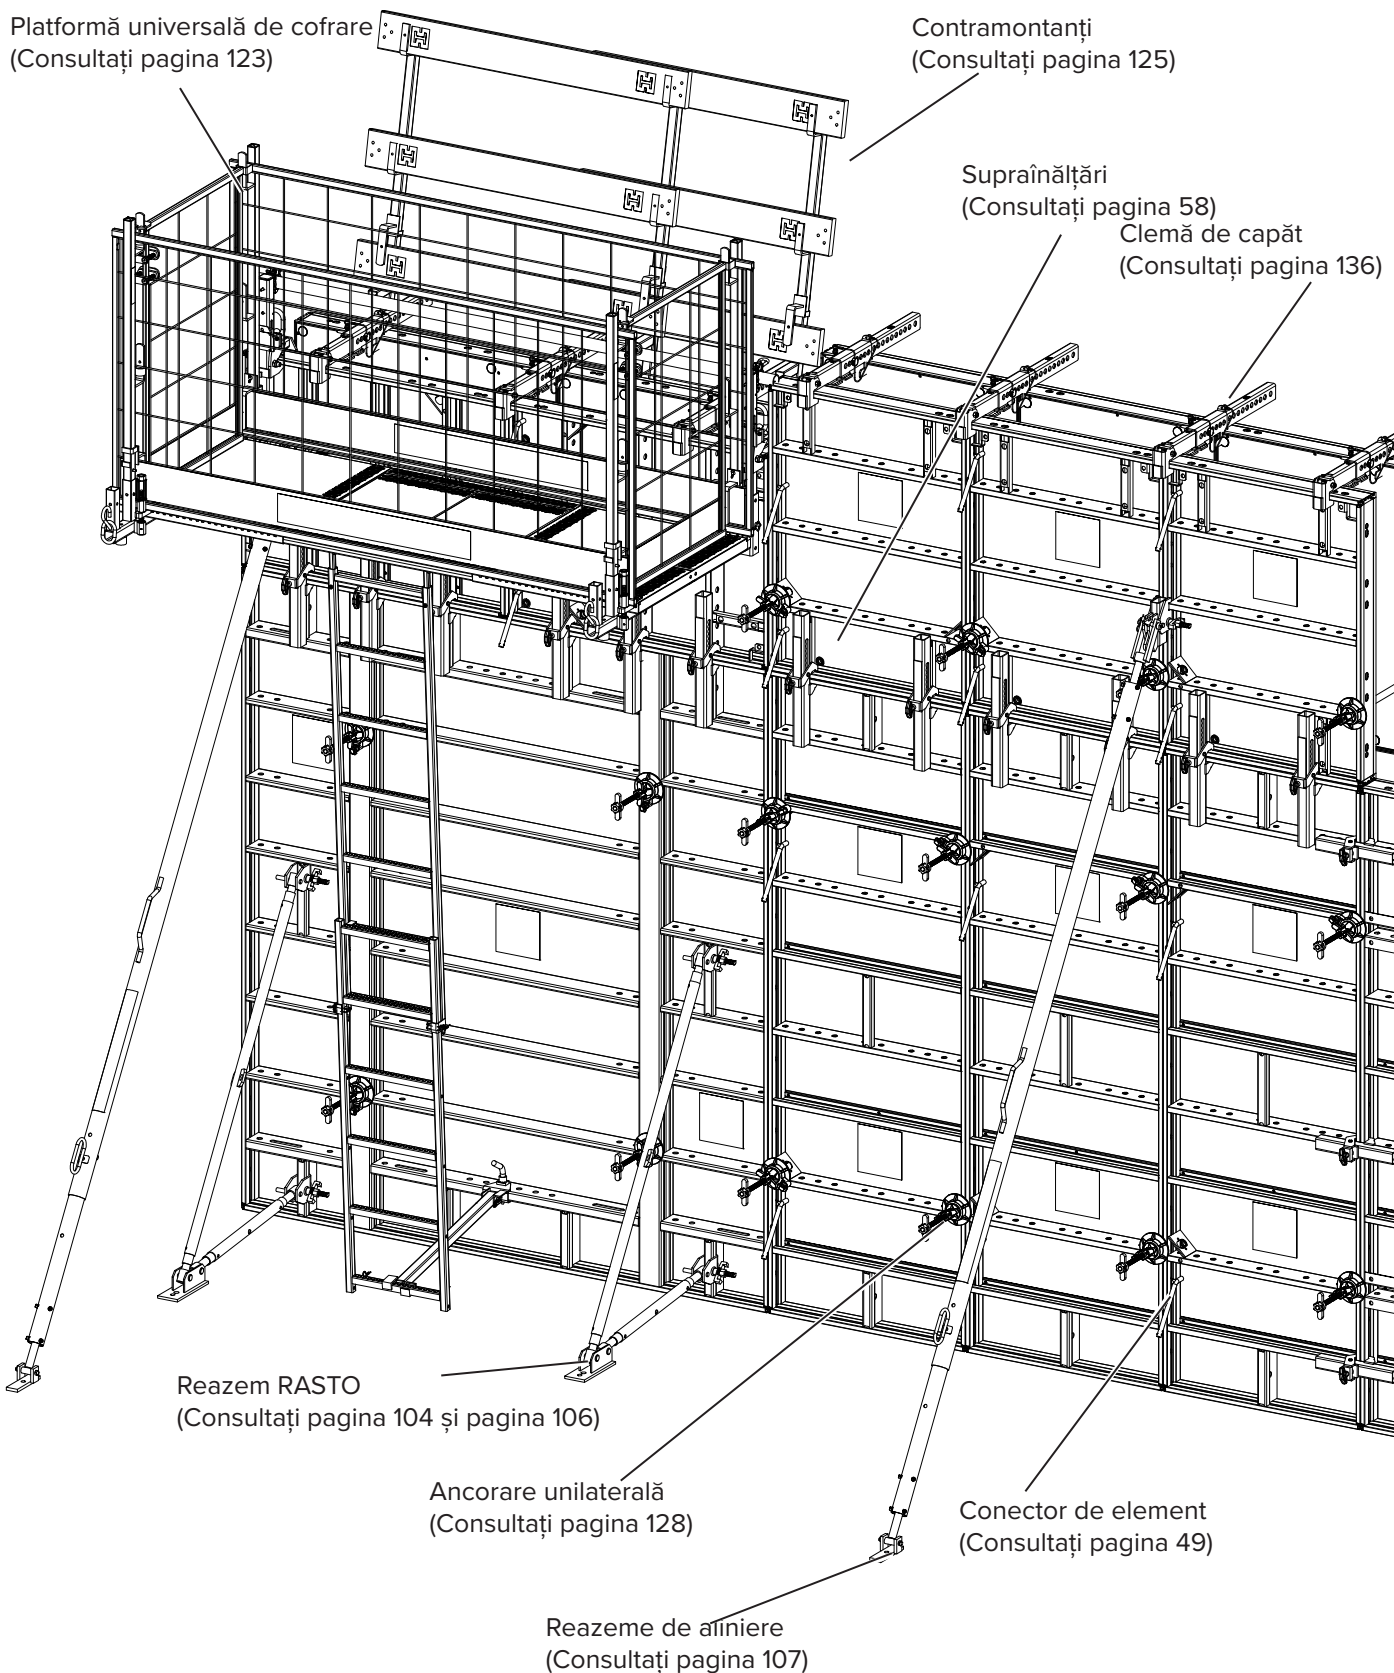 Platformă universală de cofrare
(Consultați pagina 123)
Contramontanți
(Consultați pagina 125)
Supraînălțări
(Consultați pagina 58)
Clemă de capăt
(Consultați pagina 136)
Reazem RASTO
(Consultați pagina 104 și pagina 106)
Ancorare unilaterală
(Consultați pagina 128)
Conector de element
(Consultați pagina 49)
Reazeme de aliniere
(Consultați pagina 107)